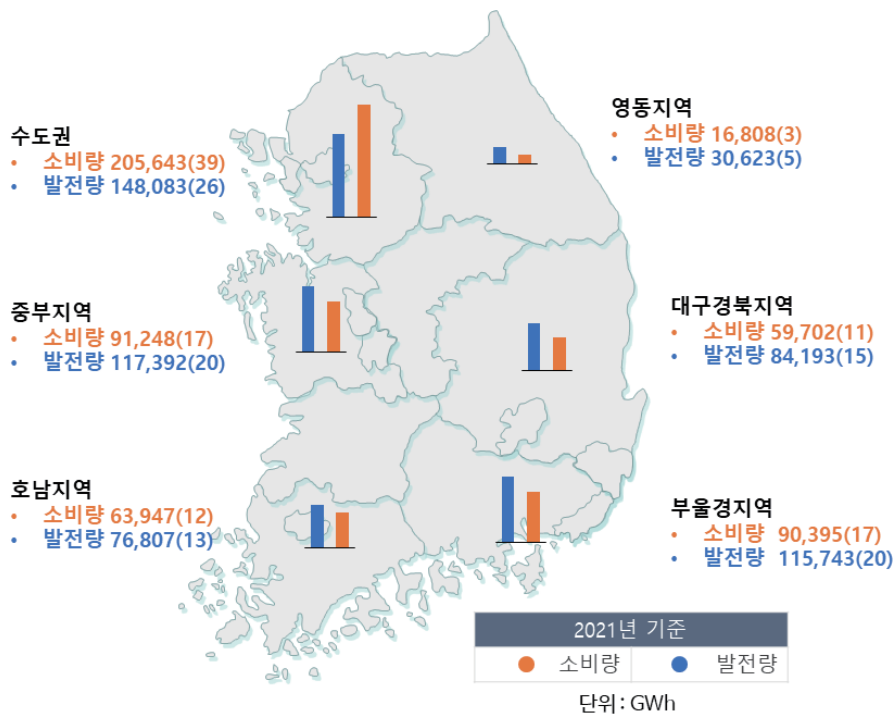 수도권
• 소비량 205,643(39)
• 발전량 148,083(26)
영동지역
• 소비량 16,808(3)
• 발전량 30,623(5)
중부지역
• 소비량 91,248(17)
• 발전량 117,392(20)
대구경북지역
• 소비량 59,702(11)
• 발전량 84,193(15)
호남지역
• 소비량 63,947(12)
• 발전량 76,807(13)
부울경지역
• 소비량 90,395(17)
• 발전량 115,743(20)
2021년 기준
● 소비량 ● 발전량
단위: GWh